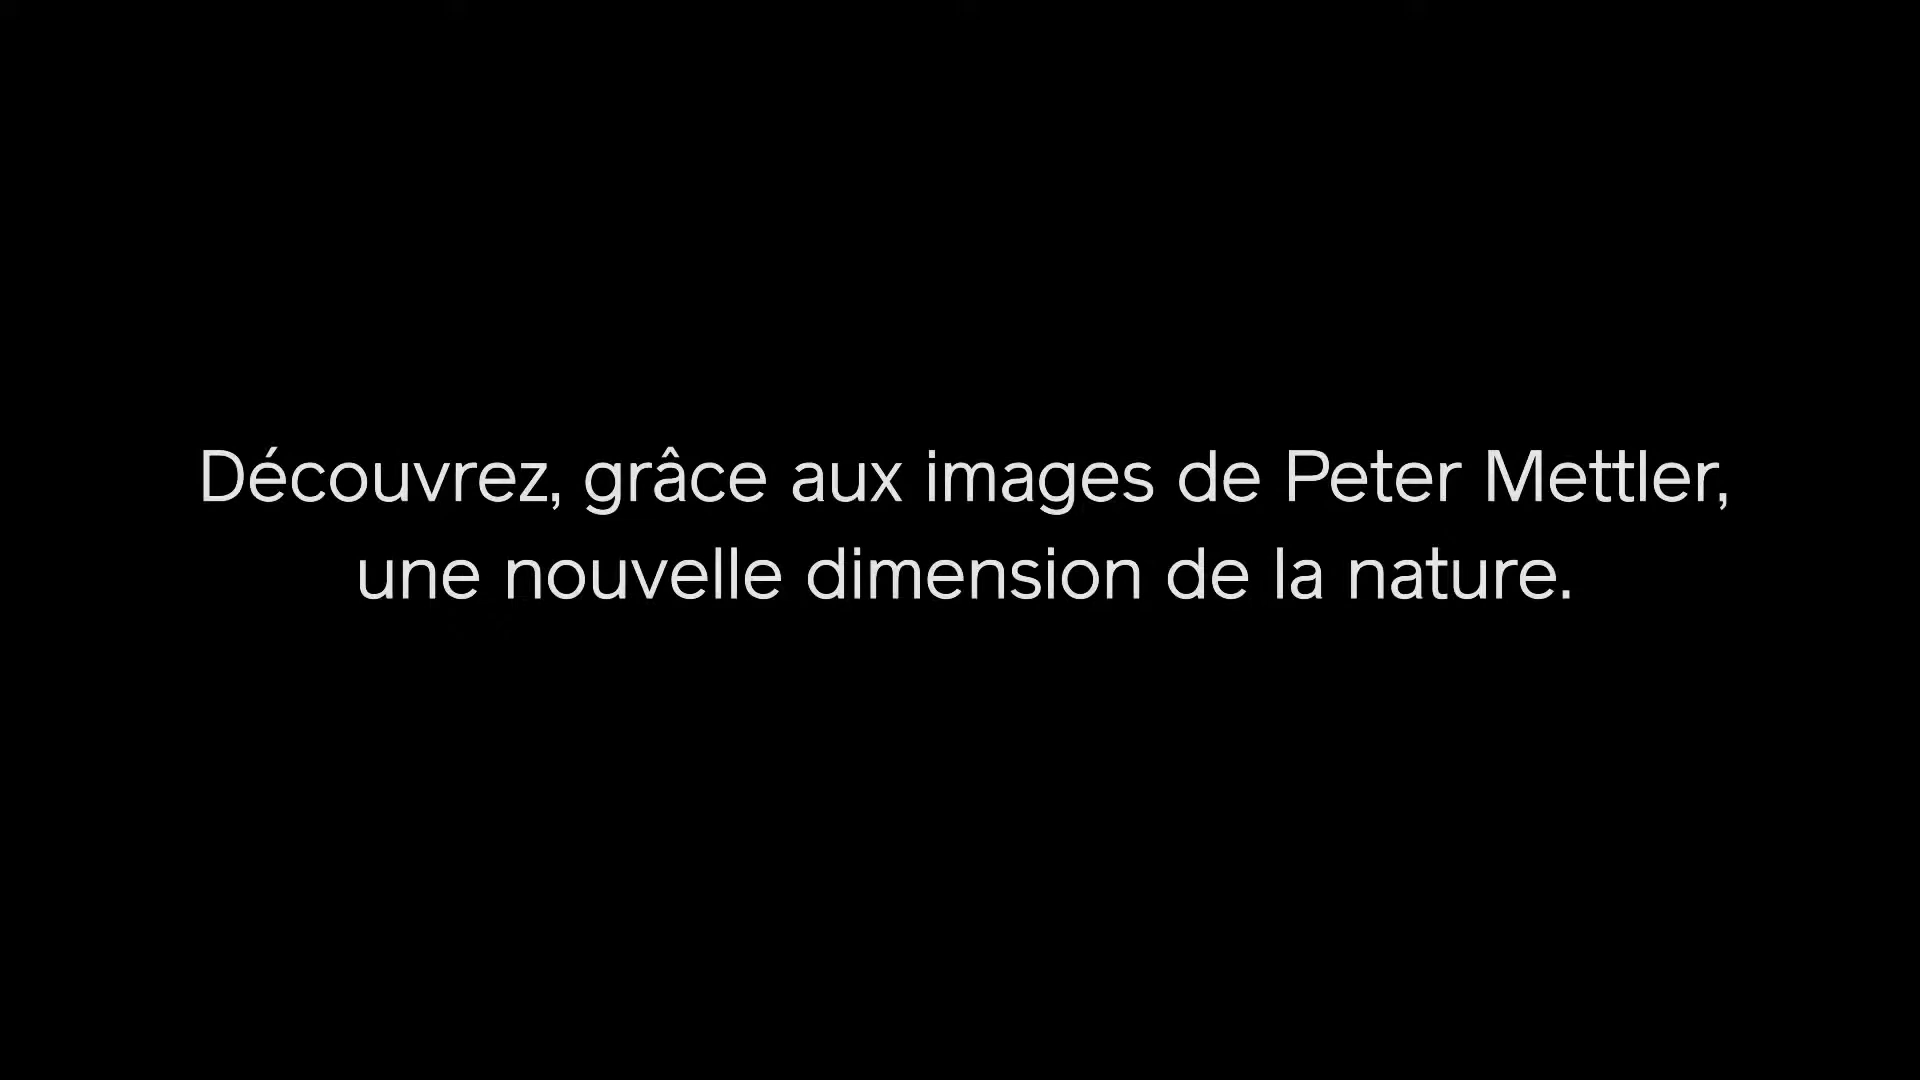 Découvrez, grâce aux images de Peter Mettler,
une nouvelle dimension de la nature.